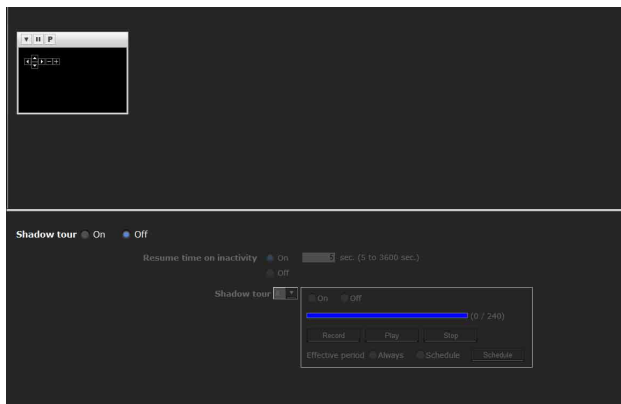 P
Shadow tour On Off
Resume time on inactivity On 5 sec. (5 to 3600 sec.)
Off
Shadow tour On Off
(0 / 240)
Record Play Stop
Effective period Always Schedule Schedule